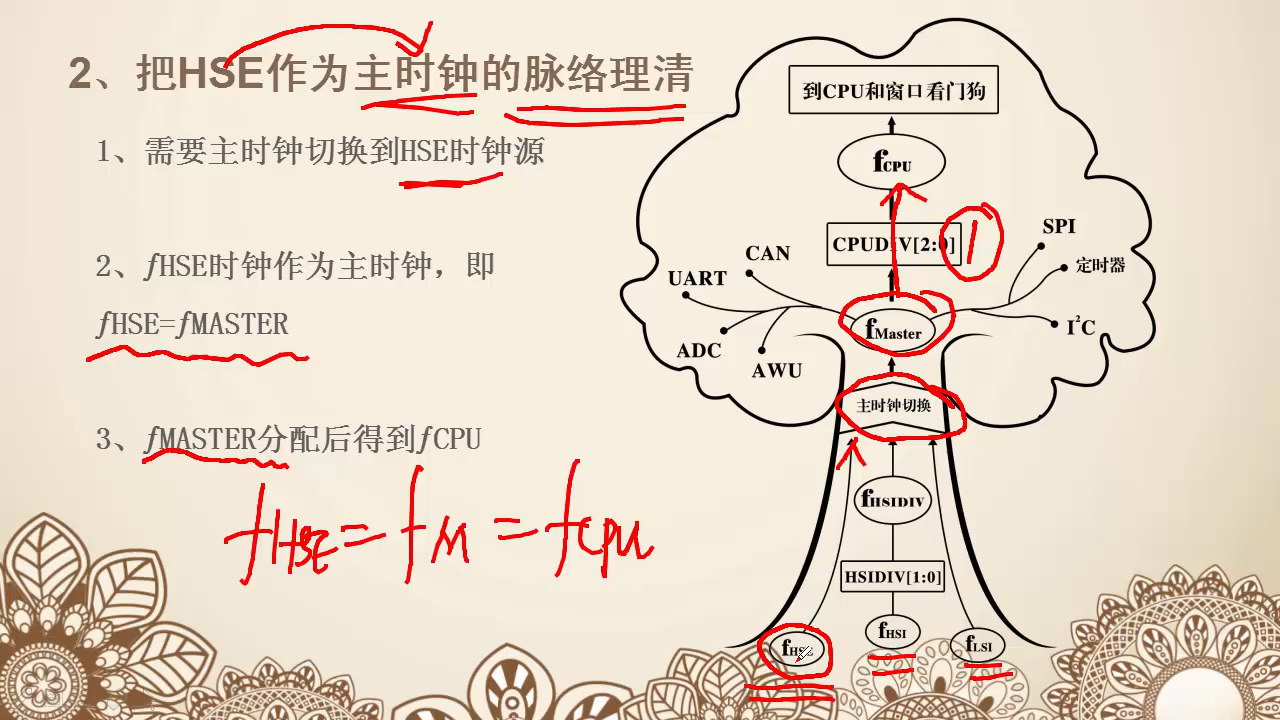 2、把HSE作为主时钟的脉络理清
1、需要主时钟切换到HSE时钟源
2、fHSE时钟作为主时钟，即
fHSE=fMASTER
3、fMASTER分配后得到fCPU
fHSE=fM=fCPU
到CPU和窗口看门狗
fCPU
CPUDIV[2:0]
1
SPI
CAN
定时器
UART
fMaster
I²C
ADC
AWU
主时钟切换
fHSIDIV
HSIDIV[1:0]
fHSE
fHSI
fLSI